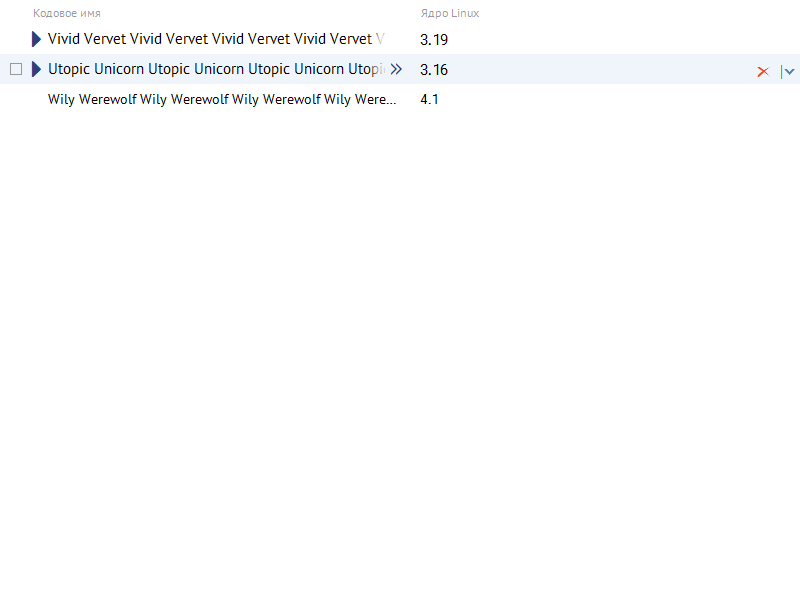 Кодовое имя Ядро Linux
Vivid Vervet Vivid Vervet Vivid Vervet Vivid Vervet V 3.19
Utopic Unicorn Utopic Unicorn Utopic Unicorn Utopi 3.16
Wily Werewolf Wily Werewolf Wily Werewolf Wily Were... 4.1